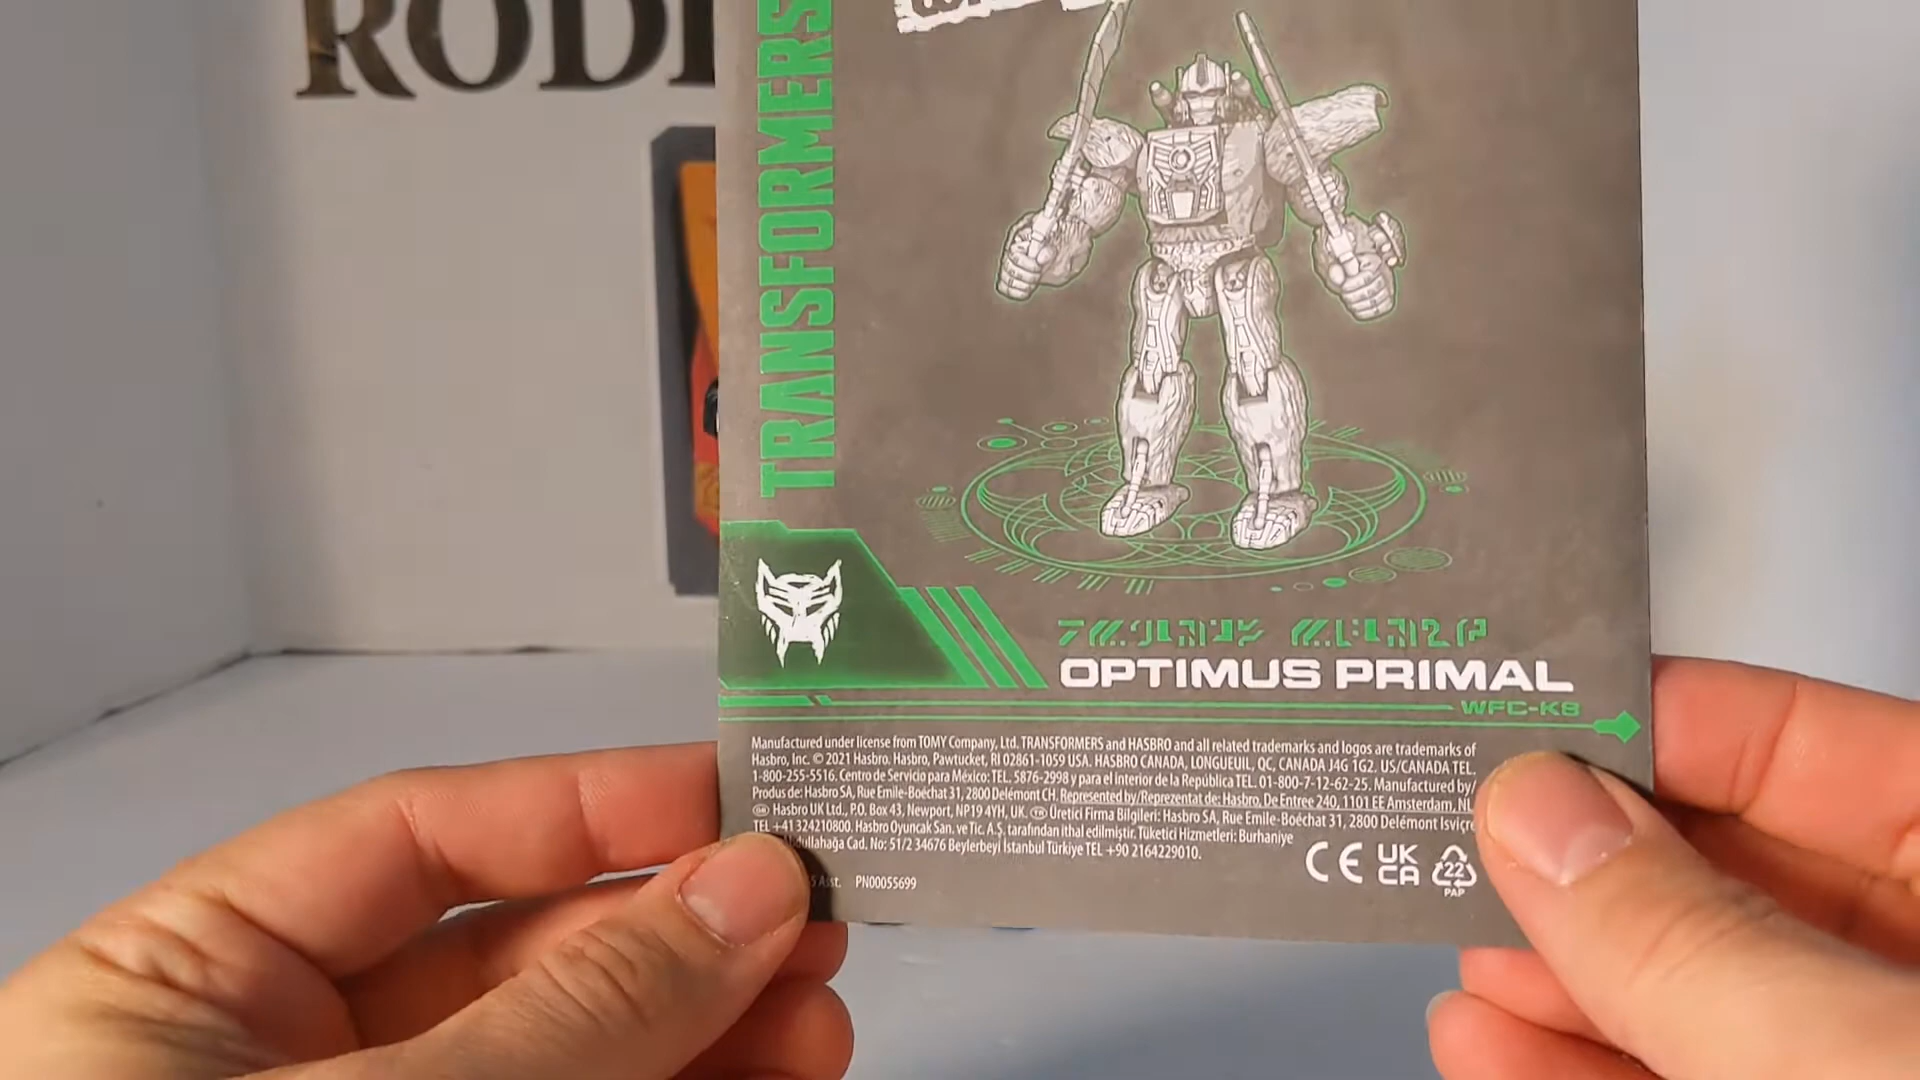 TRANSFORMERS
OPTIMUS PRIMAL
WFC-K8
Manufactured under license from TOMY Company, Ltd. TRANSFORMERS and HASBRO and all related trademarks and logos are trademarks of
Hasbro, Inc. © 2021 Hasbro. Hasbro, Pawtucket, RI 02861-1059 USA. HASBRO CANADA, LONGUEUIL, QC, CANADA J4G 1G2. US/CANADA TEL.
1-800-255-5516. Centro de Servicio para México: TEL. 5876-2998 y para el interior de la República TEL. 01-800-7-12-62-25. Manufactured by/
Produs de: Hasbro SA, Rue Emile-Boéchat 31, 2800 Delémont CH. Represented by/Reprezentat de: Hasbro, De Entree 240, 1101 EE Amsterdam, NL
GB Hasbro UK Ltd., P.O. Box 43, Newport, NP19 4YH, UK. TR Üretici Firma Bilgileri: Hasbro SA, Rue Emile-Boéchat 31, 2800 Delémont Isviçre
TEL +41 324210800. Hasbro Oyuncak San. ve Tic. A.Ş. tarafından ithal edilmiştir. Tüketici Hizmetleri: Burhaniye
Cad. No: 51/2 34676 Beylerbeyi İstanbul Türkiye TEL +90 2164229010.
Asst. PN00055699
CE UK CA 22 PAP